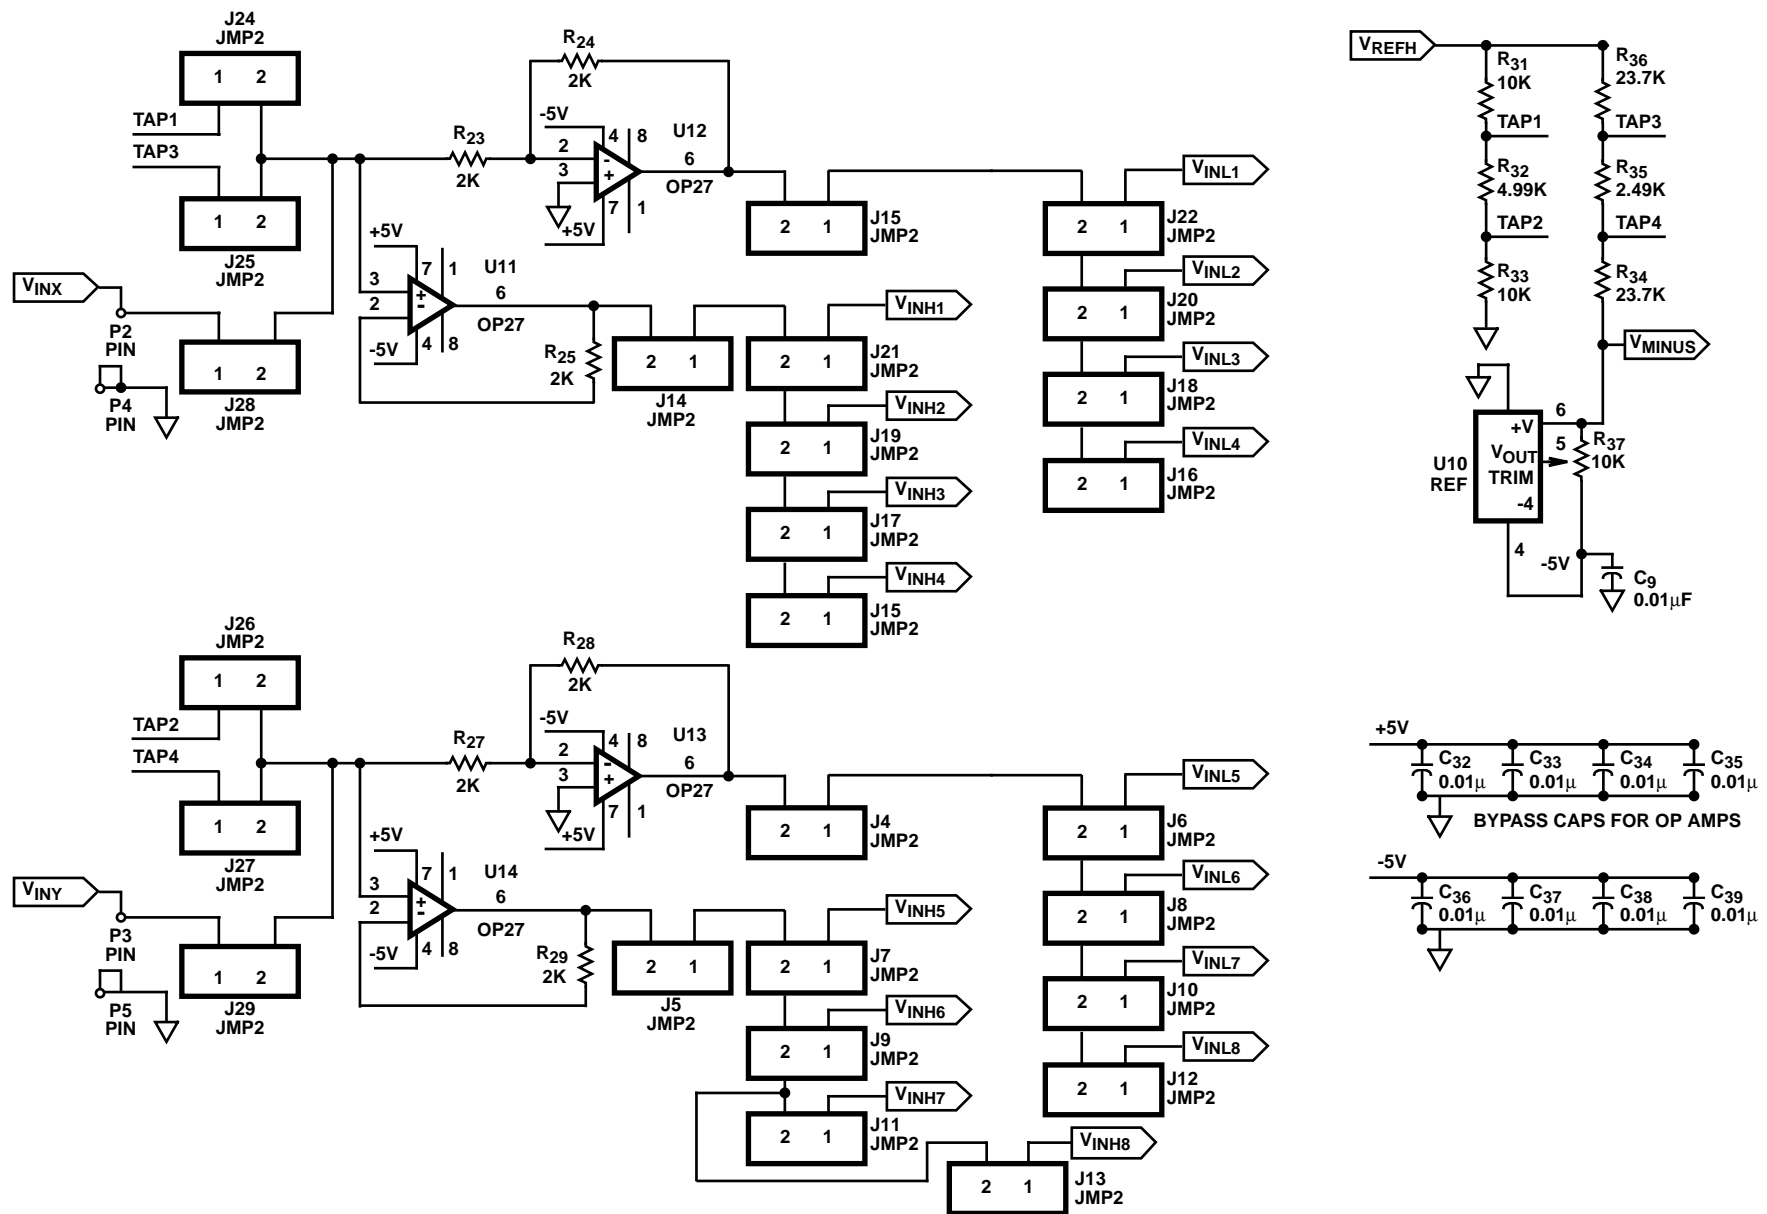 J24
JMP2
1 2
TAP1
TAP3
1 2
J25
JMP2
VINX
P2
PIN
P4
PIN
1 2
J28
JMP2
R23
2K
R24
2K
-5V
4 8
2
3
- +
7 1
+5V
U12
6
OP27
+5V
7 1
3
2
+ -
-5V
4 8
U11
6
OP27
R25
2K
2 1
J14
JMP2
2 1
J15
JMP2
VINH1
2 1
J21
JMP2
VINH2
2 1
J19
JMP2
VINH3
2 1
J17
JMP2
VINH4
2 1
J15
JMP2
VINL1
2 1
J22
JMP2
VINL2
2 1
J20
JMP2
VINL3
2 1
J18
JMP2
VINL4
2 1
J16
JMP2
VREFH
R31
10K
TAP1
R32
4.99K
TAP2
R33
10K
R36
23.7K
TAP3
R35
2.49K
TAP4
R34
23.7K
VMINUS
U10
REF
+V
VOUT
TRIM
-4
6
5
4
R37
10K
-5V
C9
0.01μF
J26
JMP2
1 2
TAP2
TAP4
1 2
J27
JMP2
VINY
P3
PIN
P5
PIN
1 2
J29
JMP2
R27
2K
R28
2K
-5V
4 8
2
3
- +
7 1
+5V
U13
6
OP27
+5V
7 1
3
2
+ -
-5V
4 8
U14
6
OP27
R29
2K
2 1
J5
JMP2
2 1
J4
JMP2
VINH5
2 1
J7
JMP2
VINH6
2 1
J9
JMP2
VINH7
2 1
J11
JMP2
VINH8
2 1
J13
JMP2
VINL5
2 1
J6
JMP2
VINL6
2 1
J8
JMP2
VINL7
2 1
J10
JMP2
VINL8
2 1
J12
JMP2
+5V
C32
0.01μ
C33
0.01μ
C34
0.01μ
C35
0.01μ
BYPASS CAPS FOR OP AMPS
-5V
C36
0.01μ
C37
0.01μ
C38
0.01μ
C39
0.01μ